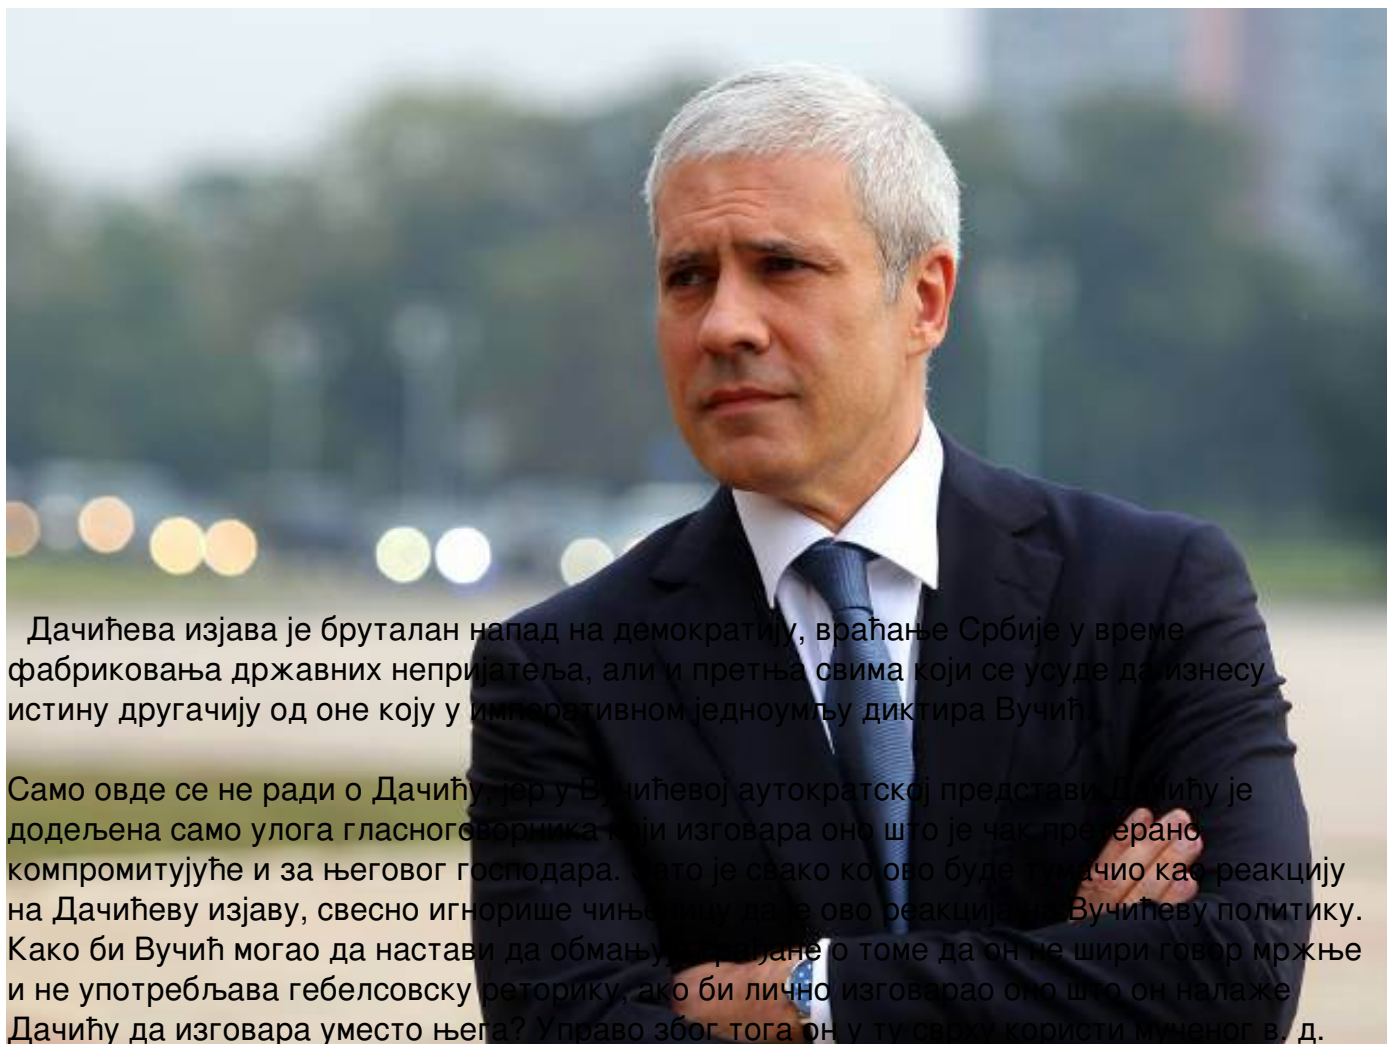 Дачићева изјава је бруталан напад на демократију, враћање Србије у време
фабриковања државних непријатеља, али и претња свима који се усуде да изнесу
истину другачију од оне коју у императивном једноумљу диктира Вучић.
Само овде се не ради о Дачићу, јер у Вучићевој аутократској представи Дачићу је
додељена само улога гласноговорника који изговара оно што је чак претерано
компромитујуће и за његовог господара. Зато је свако ко ово буде тумачио као реакцију
на Дачићеву изјаву, свесно игнорише чињеницу да је ово реакција на Вучићеву политику.
Како би Вучић могао да настави да обмањује грађане о томе да он не шири говор мржње
и не употребљава гебелсовску реторику, ако би лично изговарао оно што он налаже
Дачићу да изговара уместо њега? Управо због тога он у ту сврху користи мученог в. д.